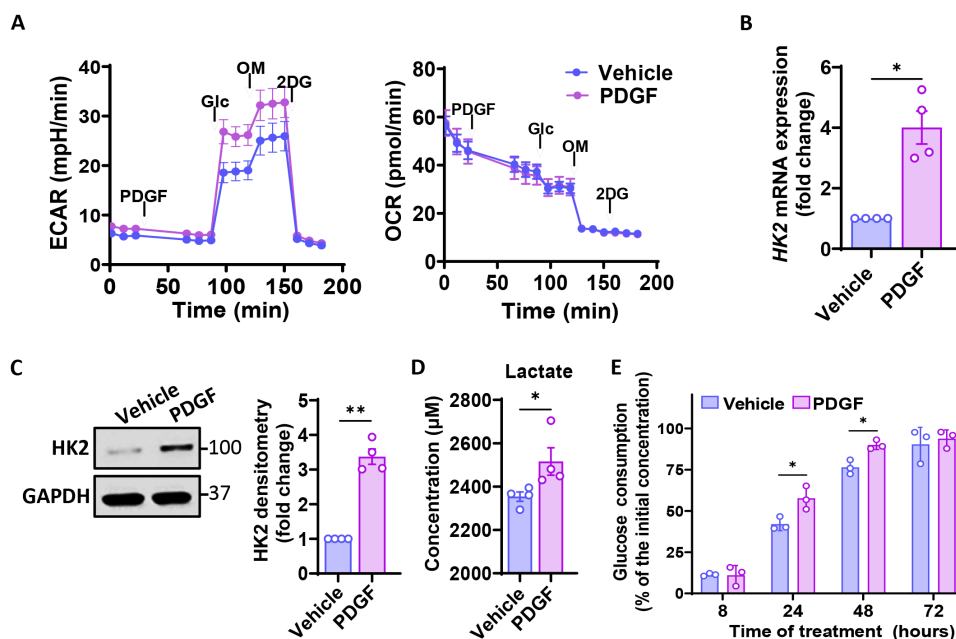 A
ECAR (mpH/min)
40
30
20
10
0
0
50
100
150
200
Time (min)
PDGF
Glc
OM
2DG
OCR (pmol/min)
80
60
40
20
0
0
50
100
150
200
Time (min)
PDGF
Glc
OM
2DG
Vehicle
PDGF
B
HK2 mRNA expression
(fold change)
6
4
2
0
*
Vehicle
PDGF
C
Vehicle
PDGF
HK2
100
GAPDH
37
HK2 densitometry
(fold change)
5
4
3
2
1
0
**
Vehicle
PDGF
D
Lactate
Concentration (μM)
2800
2600
2400
2200
2000
*
Vehicle
PDGF
E
Glucose consumption
(% of the initial concentration)
Vehicle
PDGF
100
75
50
25
0
*
*
8
24
48
72
Time of treatment (hours)